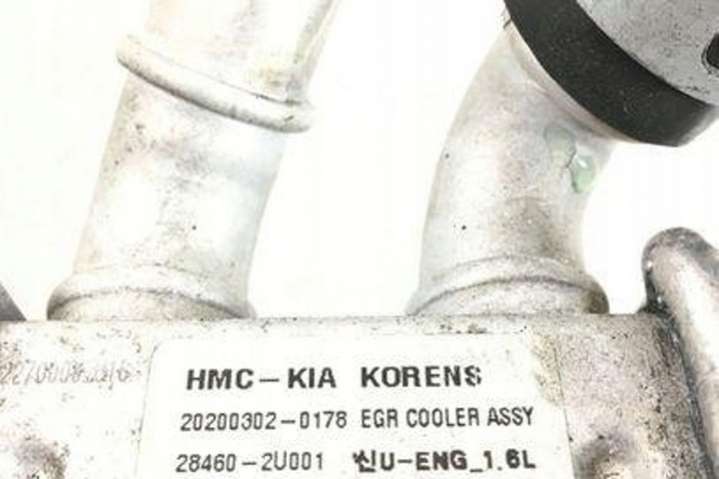 HMC-KIA KORENS
20200302-0178 EGR COOLER ASSY
28460-2U001 신U-ENG_1.6L